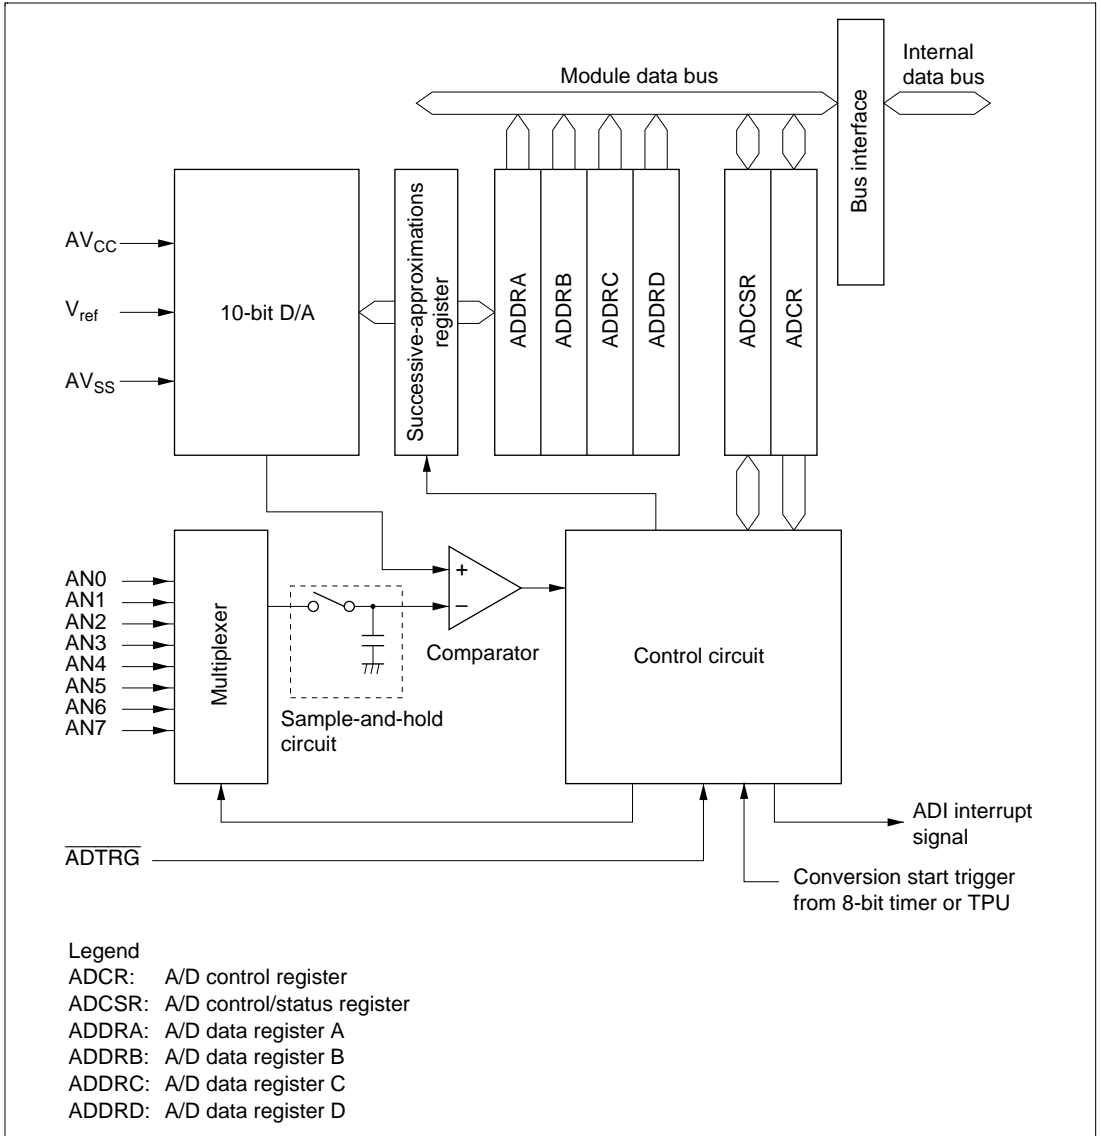 Module data bus
Internal
data bus
Bus interface
AVCC
Vref
AVSS
10-bit D/A
Successive-approximations
register
ADDRA
ADDRB
ADDRC
ADDRD
ADCSR
ADCR
AN0
AN1
AN2
AN3
AN4
AN5
AN6
AN7
Multiplexer
+
−
Comparator
Sample-and-hold
circuit
Control circuit
ADI interrupt
signal
ADTRG
Conversion start trigger
from 8-bit timer or TPU
Legend
ADCR: A/D control register
ADCSR: A/D control/status register
ADDRA: A/D data register A
ADDRB: A/D data register B
ADDRC: A/D data register C
ADDRD: A/D data register D